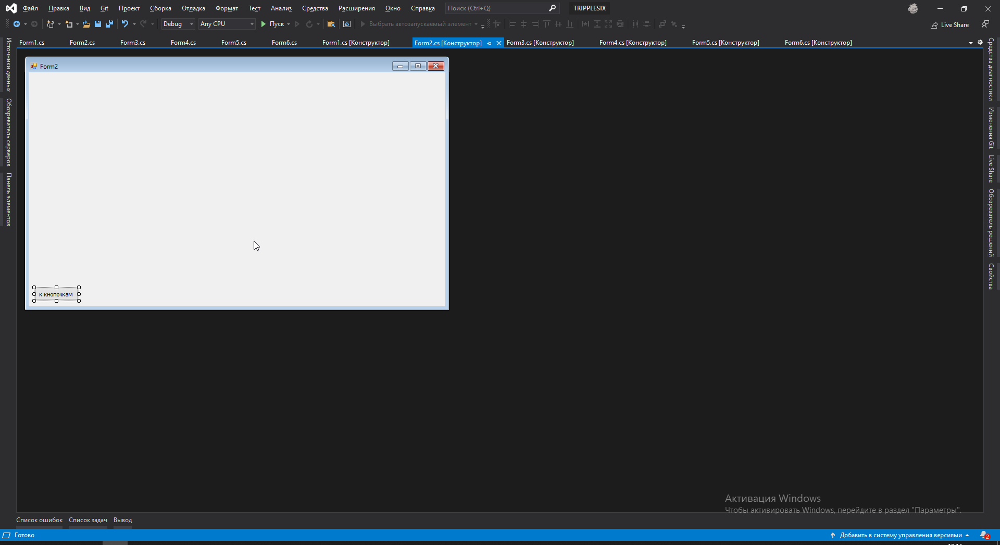 Файл Правка Вид Git Проект Сборка Отладка Формат Тест Анализ Средства Расширения Окно Справка Поиск (Ctrl+Q) TRIPPLESIX
Debug Any CPU Пуск Выбрать автозапускаемый элемент Live Share
Form1.cs Form2.cs Form3.cs Form4.cs Form5.cs Form6.cs Form1.cs [Конструктор] Form2.cs [Конструктор] Form3.cs [Конструктор] Form4.cs [Конструктор] Form5.cs [Конструктор] Form6.cs [Конструктор]
Источники данных
Обозреватель серверов
Панель элементов
Form2
к кнопочкам
Средства диагностики
Изменения Git
Live Share
Обозреватель решений
Свойства
Активация Windows
Чтобы активировать Windows, перейдите в раздел "Параметры".
Список ошибок Список задач Вывод
Готово Добавить в систему управления версиями 2